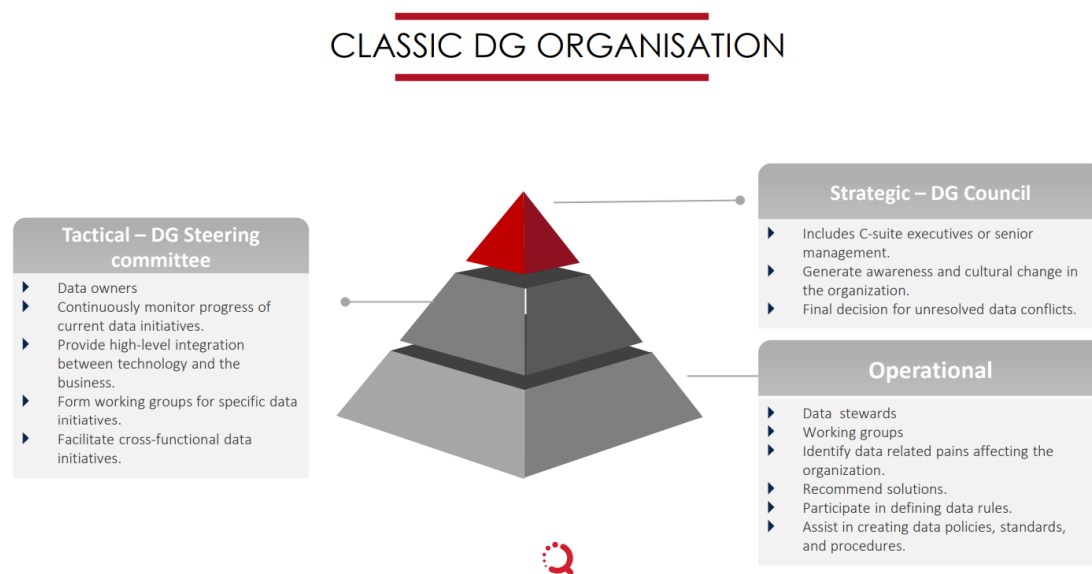 CLASSIC DG ORGANISATION
Tactical – DG Steering
committee
Data owners
Continuously monitor progress of
current data initiatives.
Provide high-level integration
between technology and the
business.
Form working groups for specific data
initiatives.
Facilitate cross-functional data
initiatives.
Strategic – DG Council
Includes C-suite executives or senior
management.
Generate awareness and cultural change in
the organization.
Final decision for unresolved data conflicts.
Operational
Data stewards
Working groups
Identify data related pains affecting the
organization.
Recommend solutions.
Participate in defining data rules.
Assist in creating data policies, standards,
and procedures.